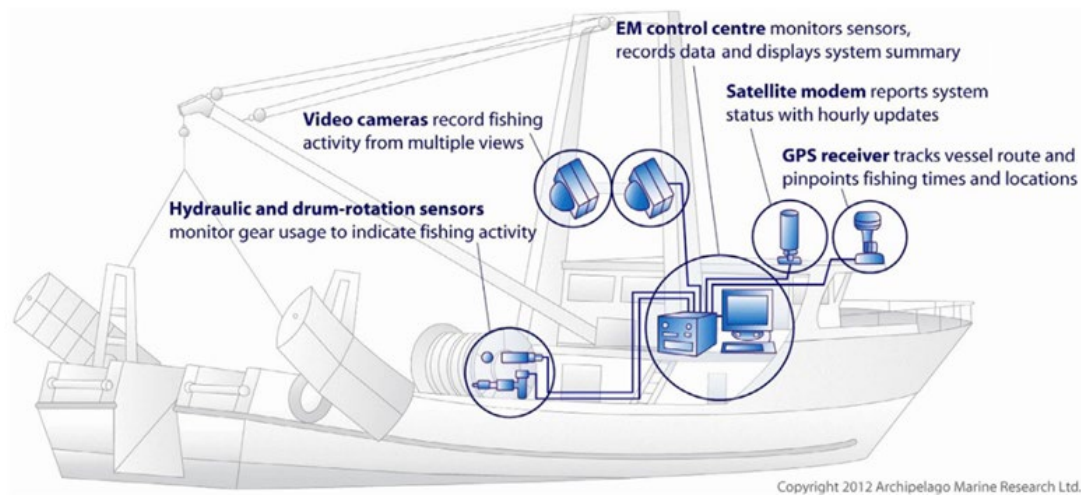 EM control centre monitors sensors,
records data and displays system summary
Satellite modem reports system
status with hourly updates
Video cameras record fishing
activity from multiple views
GPS receiver tracks vessel route and
pinpoints fishing times and locations
Hydraulic and drum-rotation sensors
monitor gear usage to indicate fishing activity
Copyright 2012 Archipelago Marine Research Ltd.